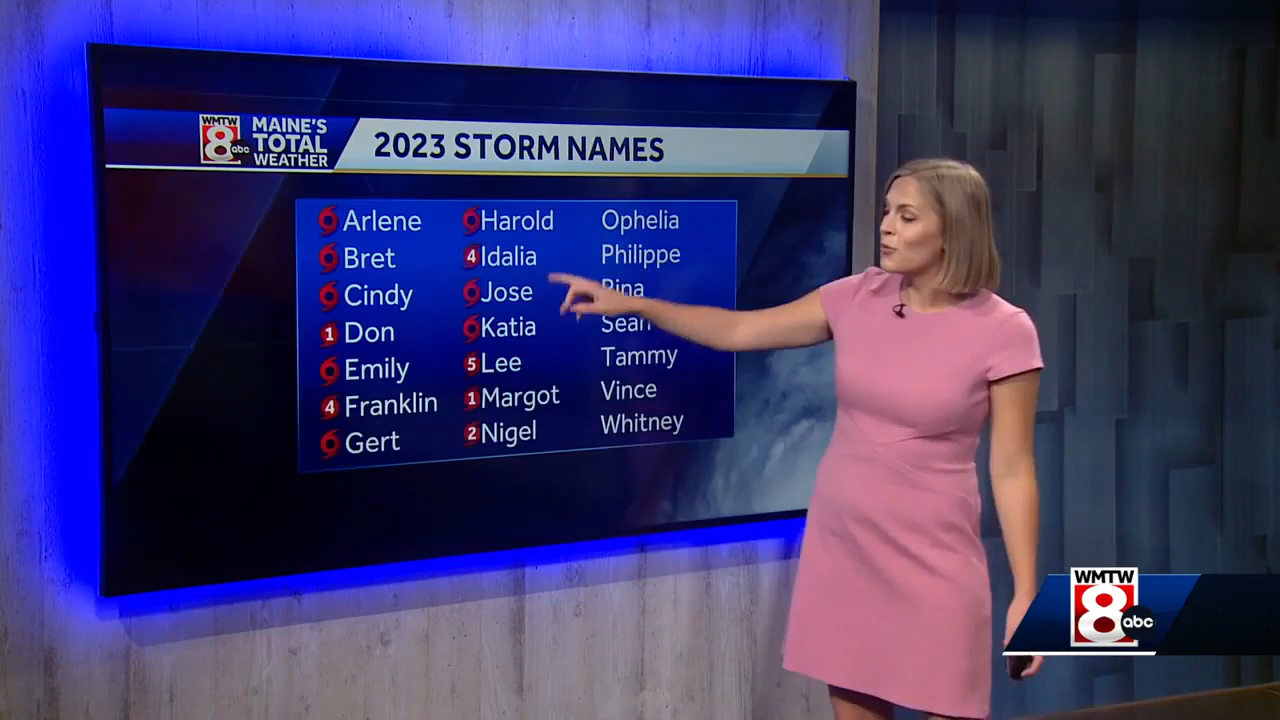 WMTW
8
abc
MAINE'S
TOTAL
WEATHER
2023 STORM NAMES
Arlene
Bret
Cindy
1 Don
Emily
4 Franklin
Gert
Harold
4 Idalia
Jose
Katia
5 Lee
1 Margot
2 Nigel
Ophelia
Philippe
Rina
Sean
Tammy
Vince
Whitney
WMTW
8
abc